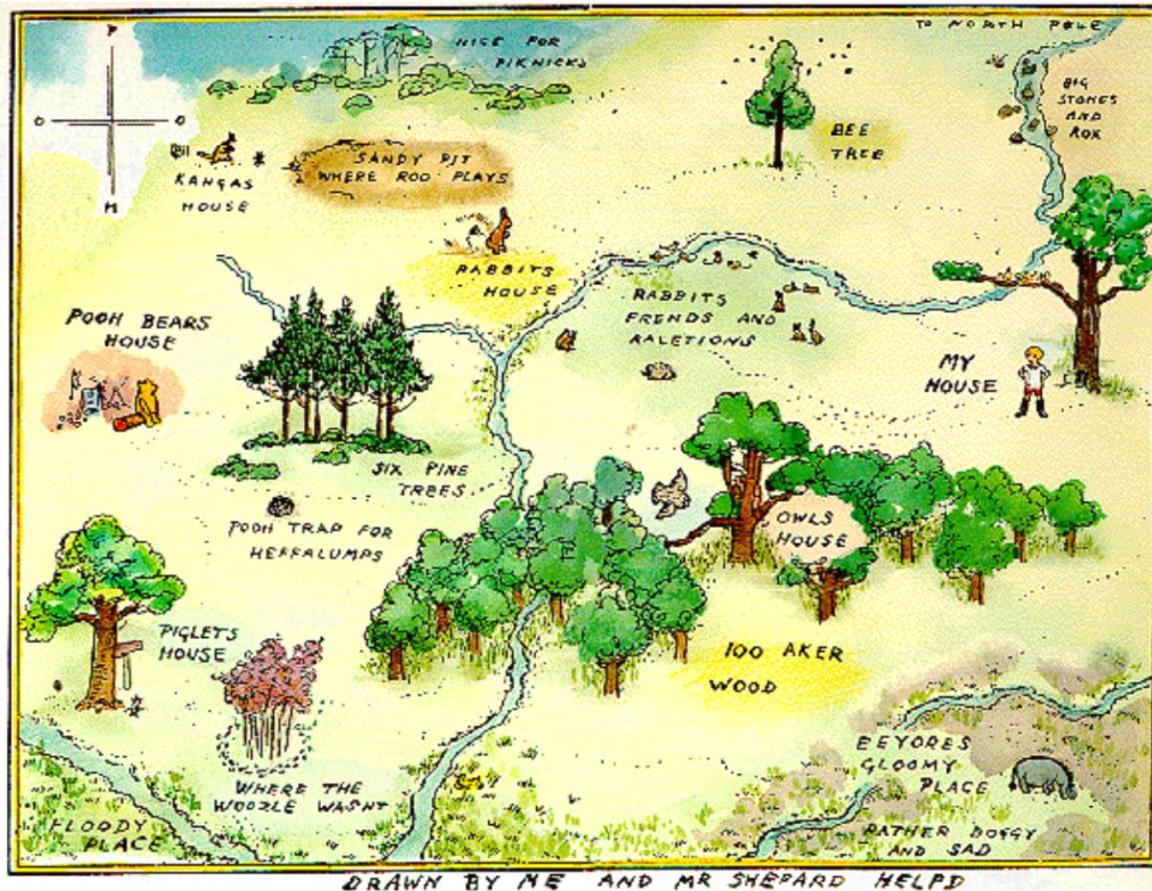 P
O O
H
NICE FOR
PIKNICKS
TO NORTH POLE
BIG
STONES
AND
ROX
BEE
TREE
KANGAS
HOUSE
SANDY PIT
WHERE ROO PLAYS
RABBITS
HOUSE
RABBITS
FRENDS AND
RALETIONS
POOH BEARS
HOUSE
MY
HOUSE
SIX PINE
TREES
POOH TRAP FOR
HEFFALUMPS
OWLS
HOUSE
PIGLETS
HOUSE
100 AKER
WOOD
WHERE THE
WOOZLE WASNT
FLOODY
PLACE
EEYORES
GLOOMY
PLACE
RATHER BOGGY
AND SAD
DRAWN BY ME AND MR SHEPARD HELPD